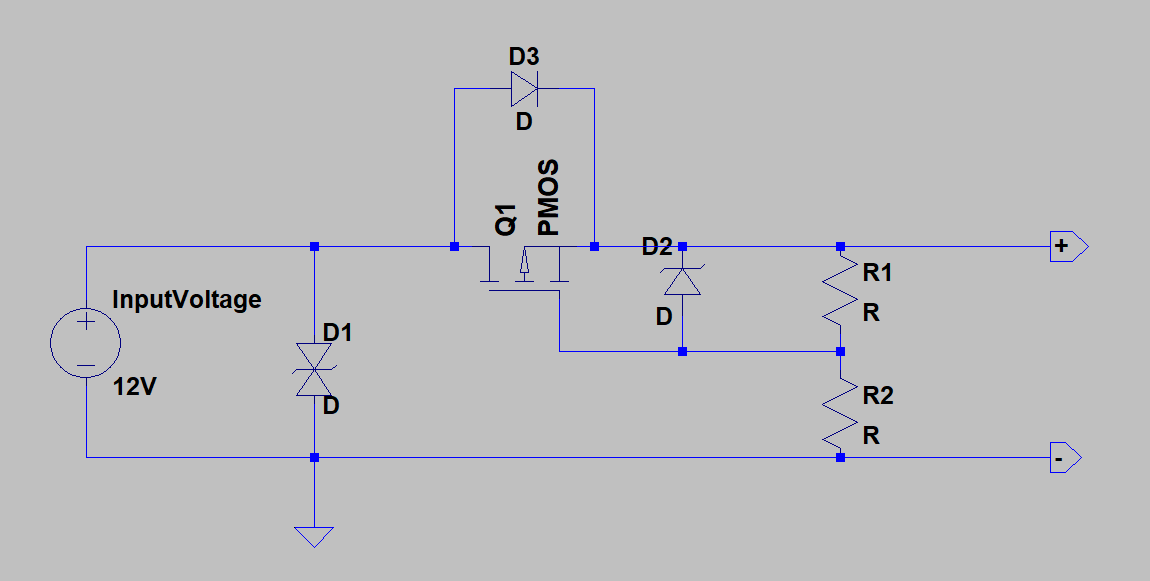 D3
D
Q1
PMOS
D2
+
R1
R
InputVoltage
D1
D
12V
D
R2
R
-